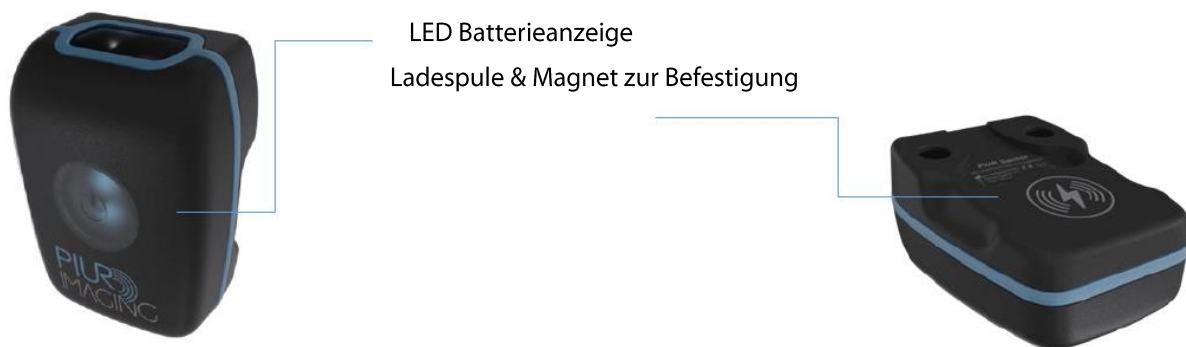 LED Batterieanzeige
Ladespule & Magnet zur Befestigung
PIUR
IMAGING
PIUR Sensor